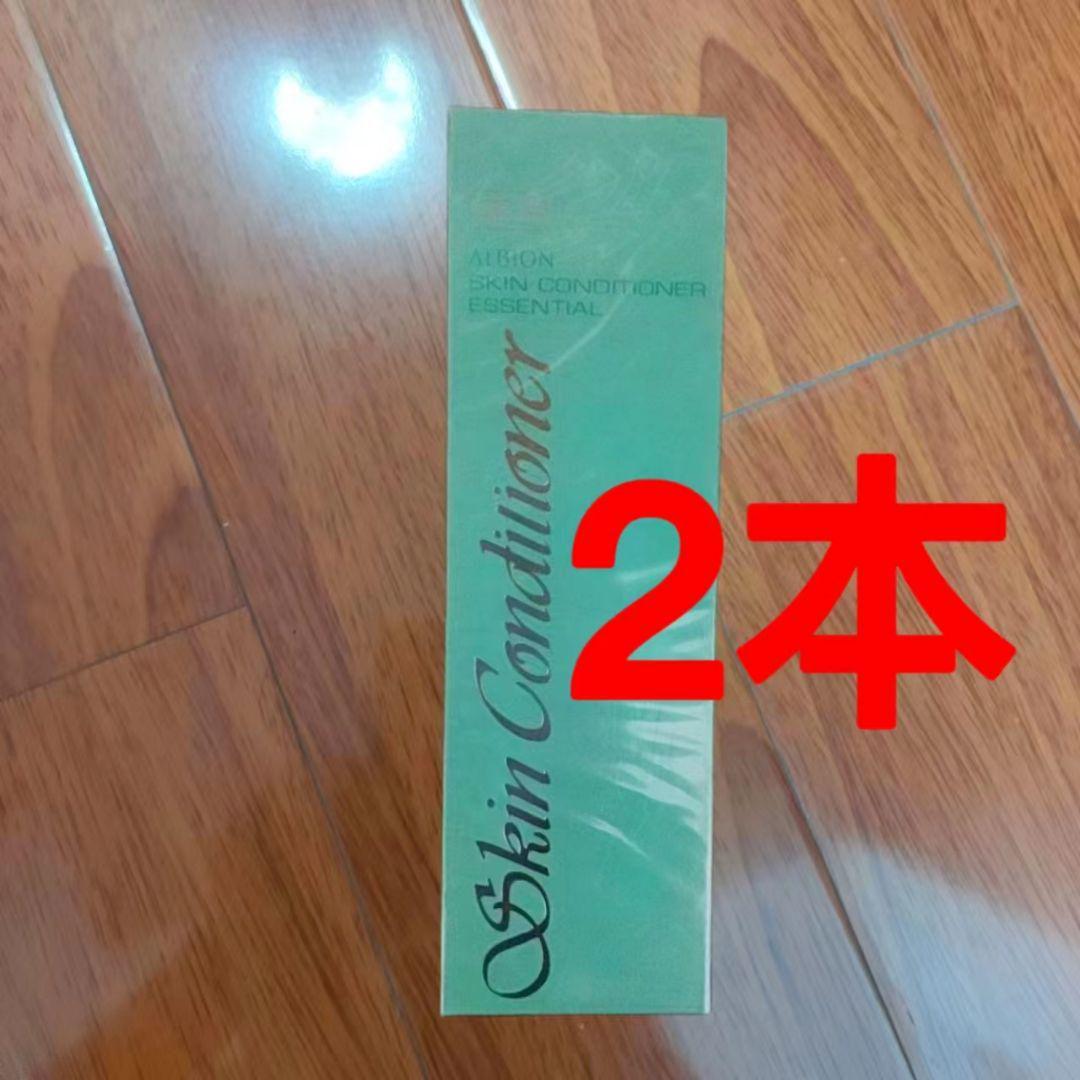 ALBION
SKIN CONDITIONER
ESSENTIAL
Skin Conditioner
2本